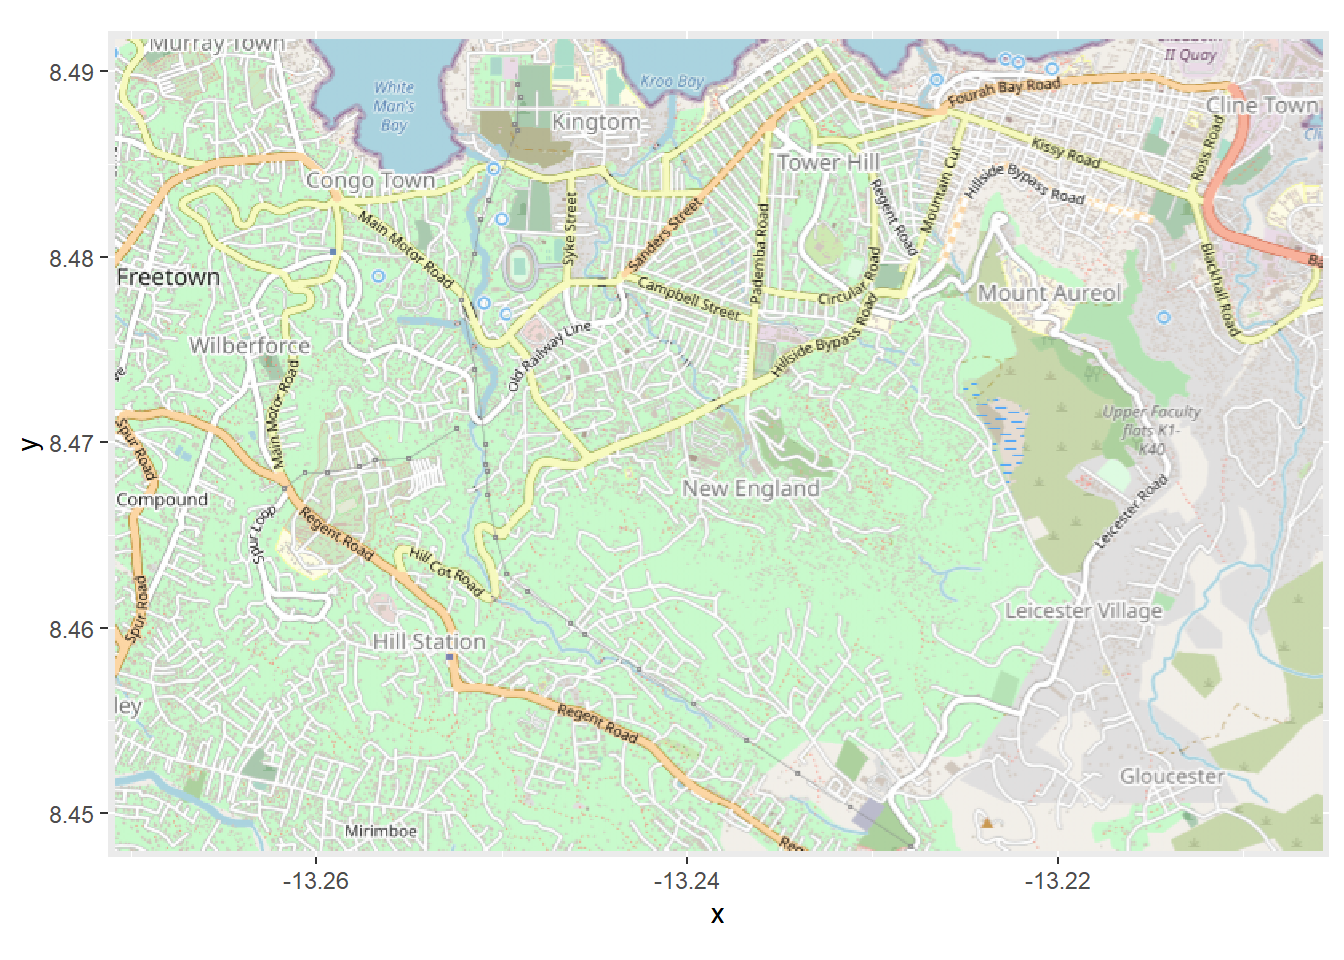 Murray Town
II Quay
8.49
White
Man's
Bay
Kroo Bay
Fourah Bay Road
Cline Town
Kingtom
Kissy Road
Ross Road
Tower Hill
Congo Town
Mountain Cut
Hillside Bypass Road
Regent Road
Main Motor Road
Syke Street
Sanders Street
Pademba Road
8.48
Freetown
Circular Road
Campbell Street
Blackhall Road
Mount Aureol
Wilberforce
Old Railway Line
Hillside Bypass Road
Main Motor Road
y
8.47
Spur Road
Upper Faculty
flats K1-
K40
New England
Compound
Leicester Road
Spur Loop
Regent Road
Hill Cot Road
Spur Road
Leicester Village
8.46
Hill Station
ley
Regent Road
Gloucester
8.45
Mirimboe
Reg
-13.26
-13.24
-13.22
x